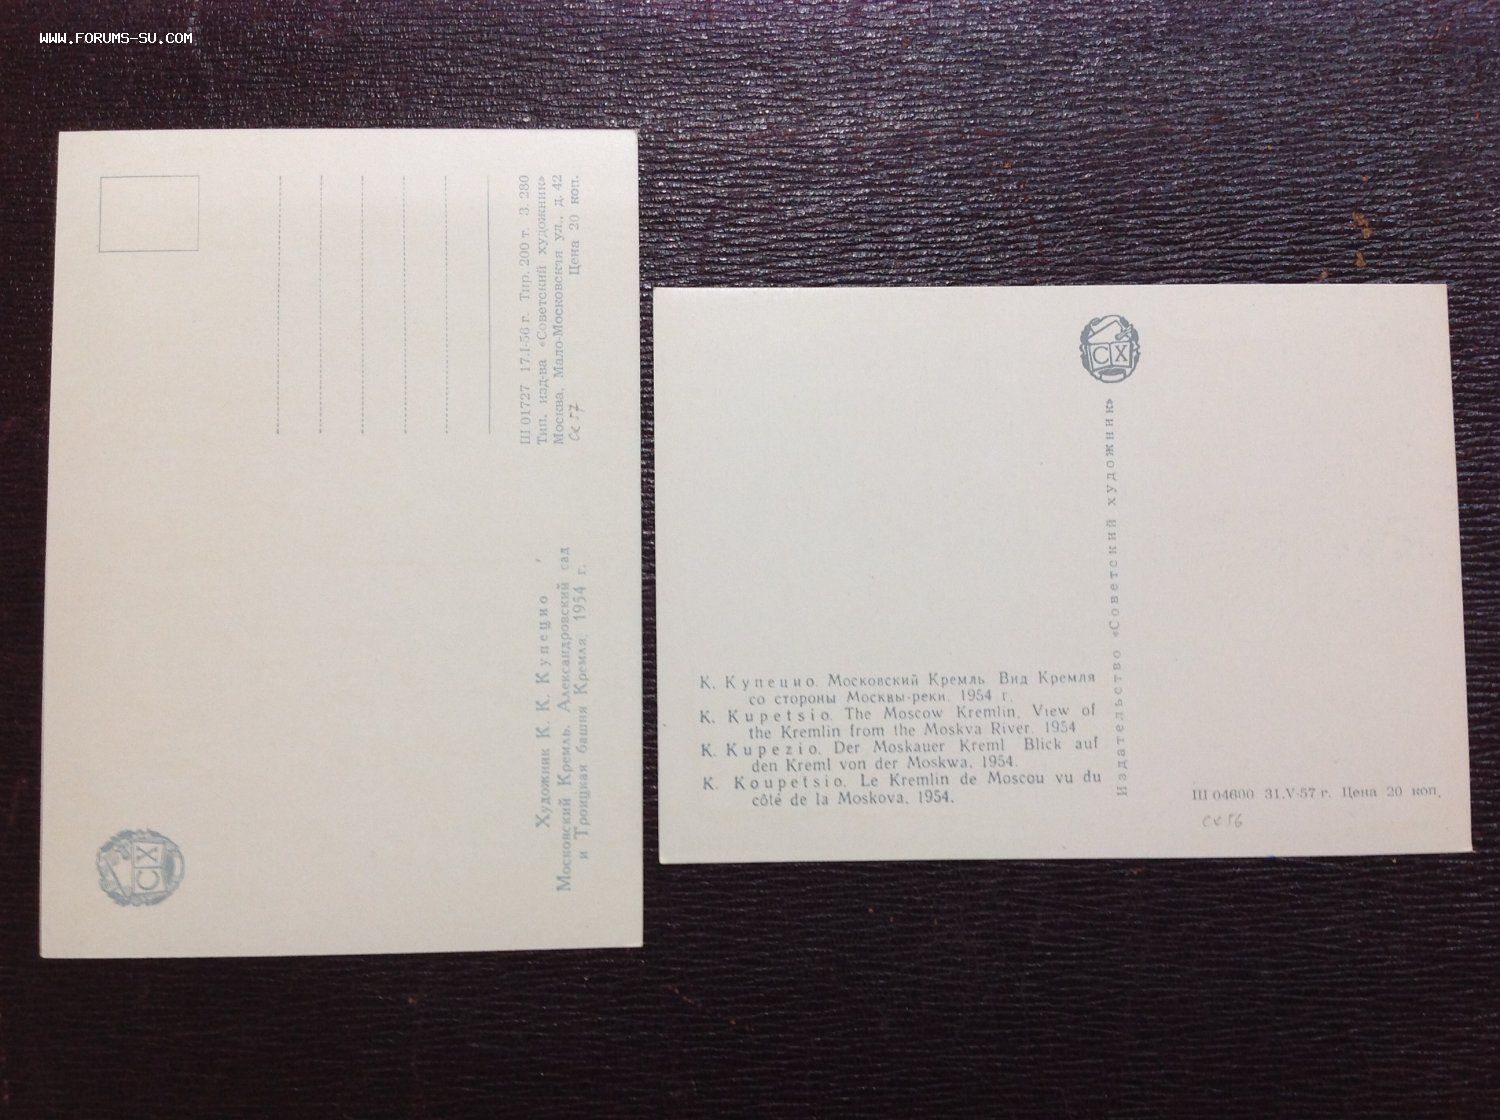 WWW.FORUMS-SU.COM
Ш 01727 17.I-56 г. Тир. 200 т. З. 280
Тип. изд-ва «Советский художник»
Москва, Мало-Московская ул., д. 42
Цена 20 коп.
Художник К. К. Купецио
Московский Кремль. Александровский сад
и Троицкая башня Кремля. 1954 г.
СХ
СХ
Издательство «Советский художник»
К. Купецио. Московский Кремль. Вид Кремля
со стороны Москвы-реки. 1954 г.
K. Kupetsio. The Moscow Kremlin. View of
the Kremlin from the Moskva River. 1954
K. Kupezio. Der Moskauer Kreml Blick auf
den Kreml von der Moskwa. 1954.
K. Koupetsio. Le Kremlin de Moscou vu du
côté de la Moskova. 1954.
Ш 04690 31.V-57 г. Цена 20 коп.